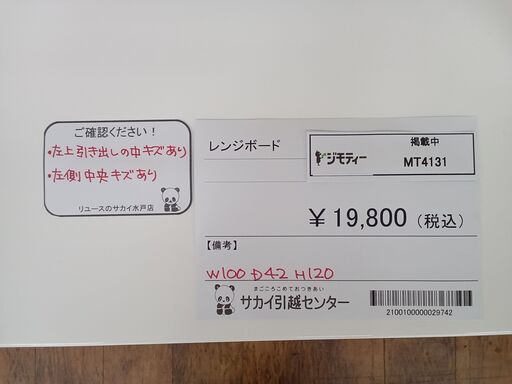 ご確認ください！
・左上引き出しの中キズあり
・左側中央キズあり
リユースのサカイ水戸店
レンジボード
ジモティー
掲載中
MT4131
￥19,800（税込）
【備考】
W100 D42 H120
まごころこめておつきあい
サカイ引越センター
2100100000029742